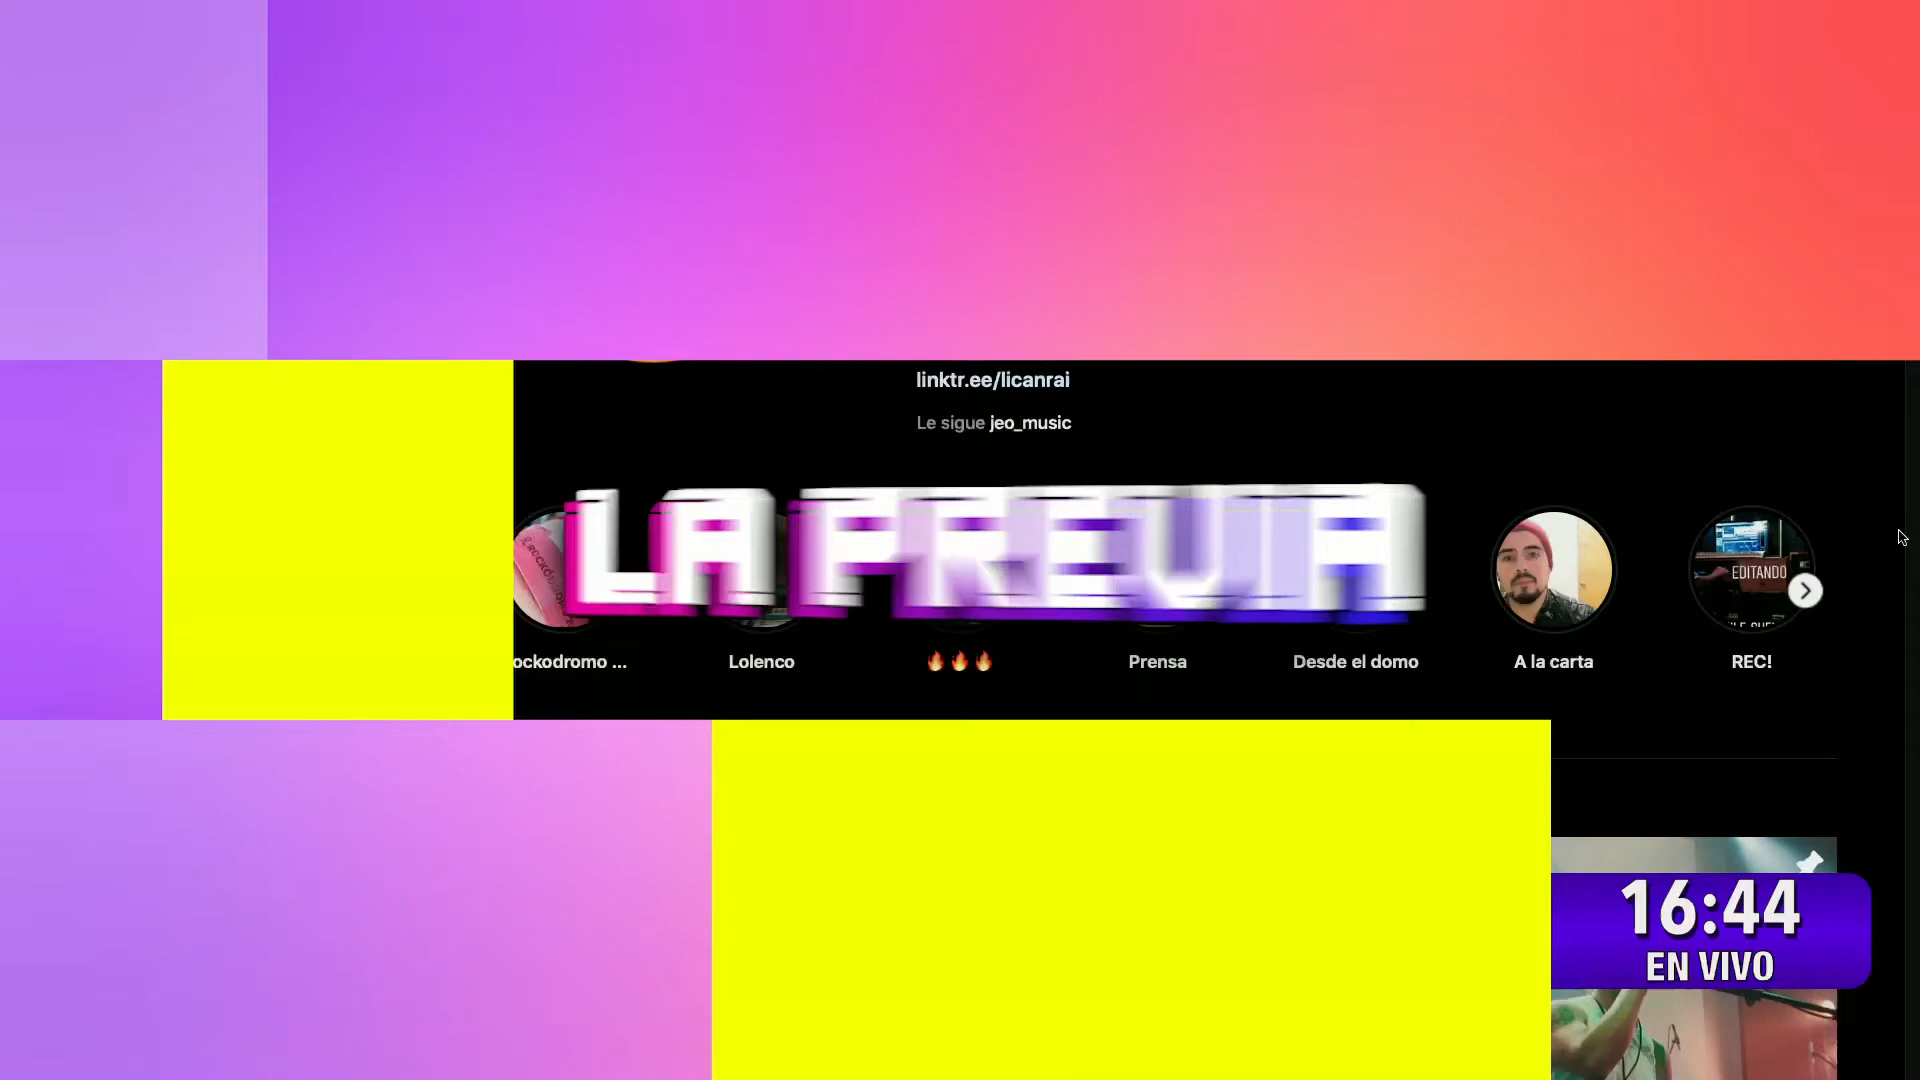 linktr.ee/licanrai
Le sigue jeo_music
LA PREVIA
EDITANDO
ockodromo ...
Lolenco
🔥🔥🔥
Prensa
Desde el domo
A la carta
REC!
16:44
EN VIVO